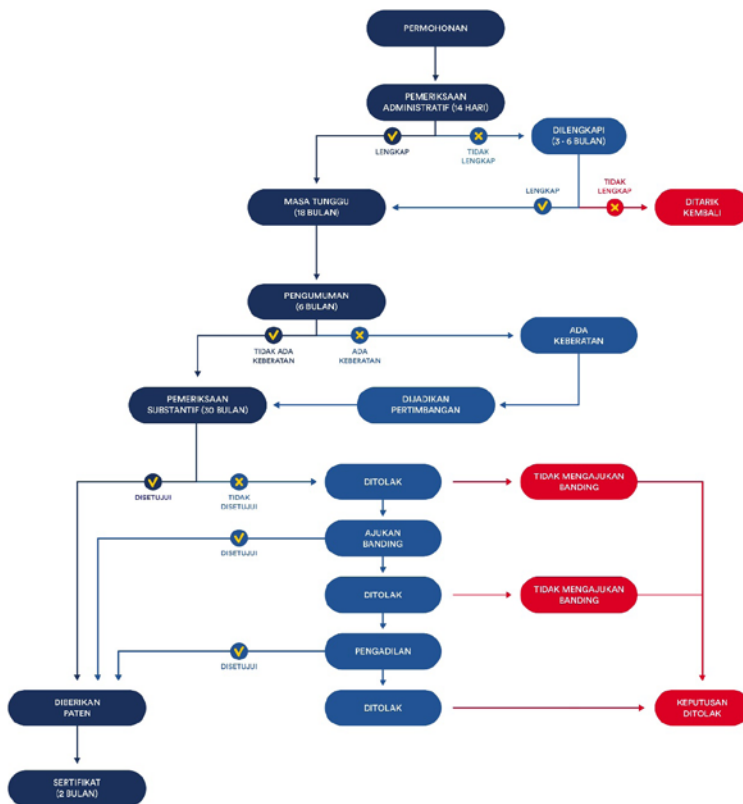 PERMOHONAN
PEMERIKSAAN
ADMINISTRATIF (14 HARI)
LENGKAP
TIDAK
LENGKAP
DILENGKAPI
(3 - 6 BULAN)
MASA TUNGGU
(18 BULAN)
LENGKAP
TIDAK
LENGKAP
DITARIK
KEMBALI
PENGUMUMAN
(6 BULAN)
TIDAK ADA
KEBERATAN
ADA
KEBERATAN
ADA
KEBERATAN
PEMERIKSAAN
SUBSTANTIF (30 BULAN)
DIJADIKAN
PERTIMBANGAN
DISETUJUI
TIDAK
DISETUJUI
DITOLAK
TIDAK MENGAJUKAN
BANDING
DISETUJUI
AJUKAN
BANDING
DITOLAK
TIDAK MENGAJUKAN
BANDING
DISETUJUI
PENGADILAN
DIBERIKAN
PATEN
DITOLAK
KEPUTUSAN
DITOLAK
SERTIFIKAT
(2 BULAN)